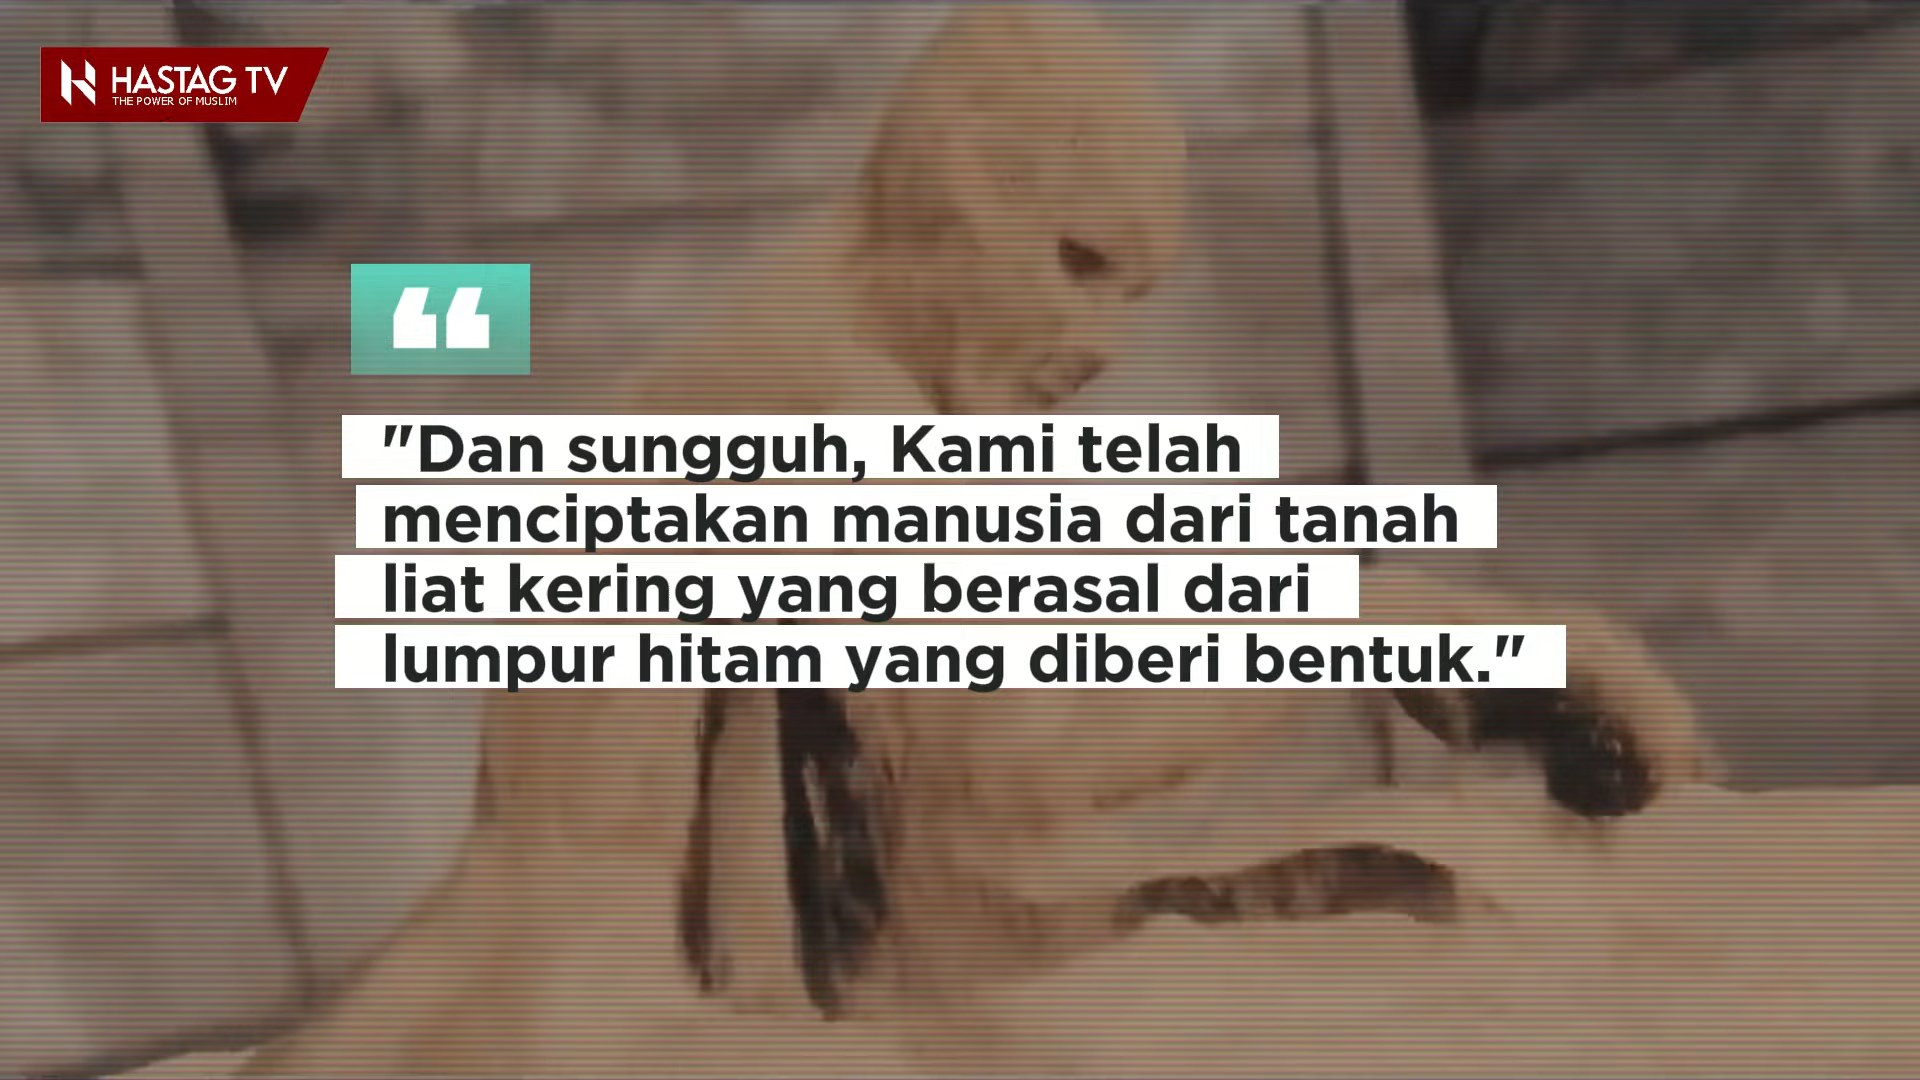 HASTAG TV
THE POWER OF MUSLIM
"Dan sungguh, Kami telah
menciptakan manusia dari tanah
liat kering yang berasal dari
lumpur hitam yang diberi bentuk."